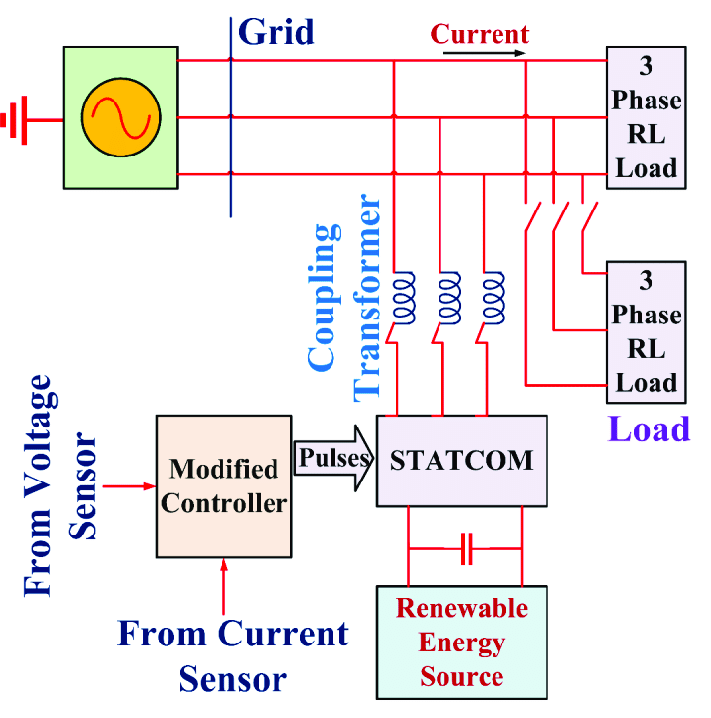 Grid
Current
3
Phase
RL
Load
Coupling
Transformer
3
Phase
RL
Load
Load
From Voltage
Sensor
Modified
Controller
Pulses
STATCOM
From Current
Sensor
Renewable
Energy
Source